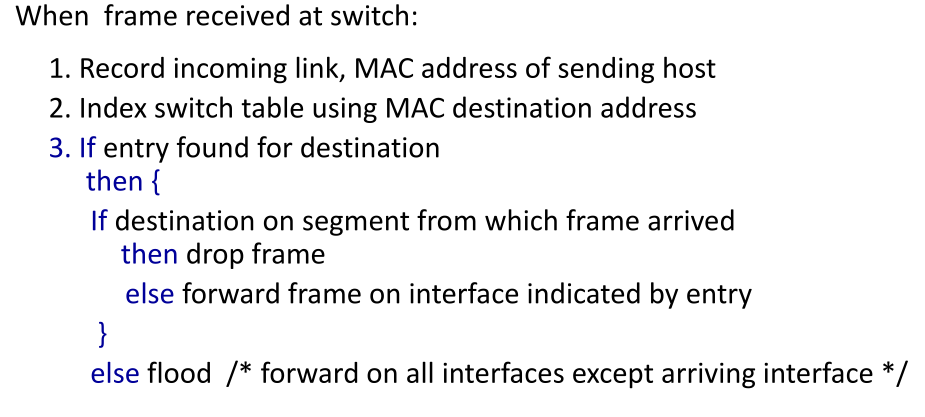 When frame received at switch:
1. Record incoming link, MAC address of sending host
2. Index switch table using MAC destination address
3. If entry found for destination
then {
If destination on segment from which frame arrived
then drop frame
else forward frame on interface indicated by entry
}
else flood /* forward on all interfaces except arriving interface */